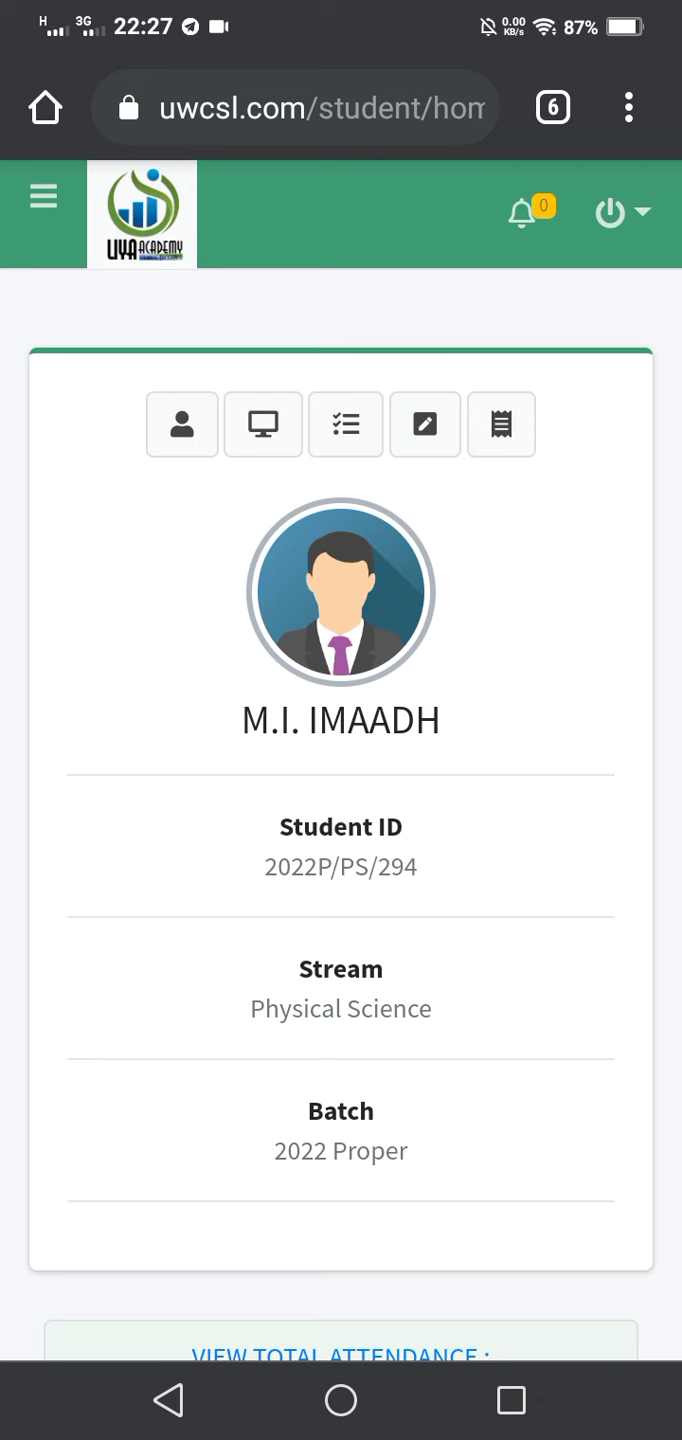 H 3G 22:27 0.00 KB/s 87%
uwcsl.com/student/hom
6
LIYA ACADEMY
0
M.I. IMAADH
Student ID
2022P/PS/294
Stream
Physical Science
Batch
2022 Proper
VIEW TOTAL ATTENDANCE :